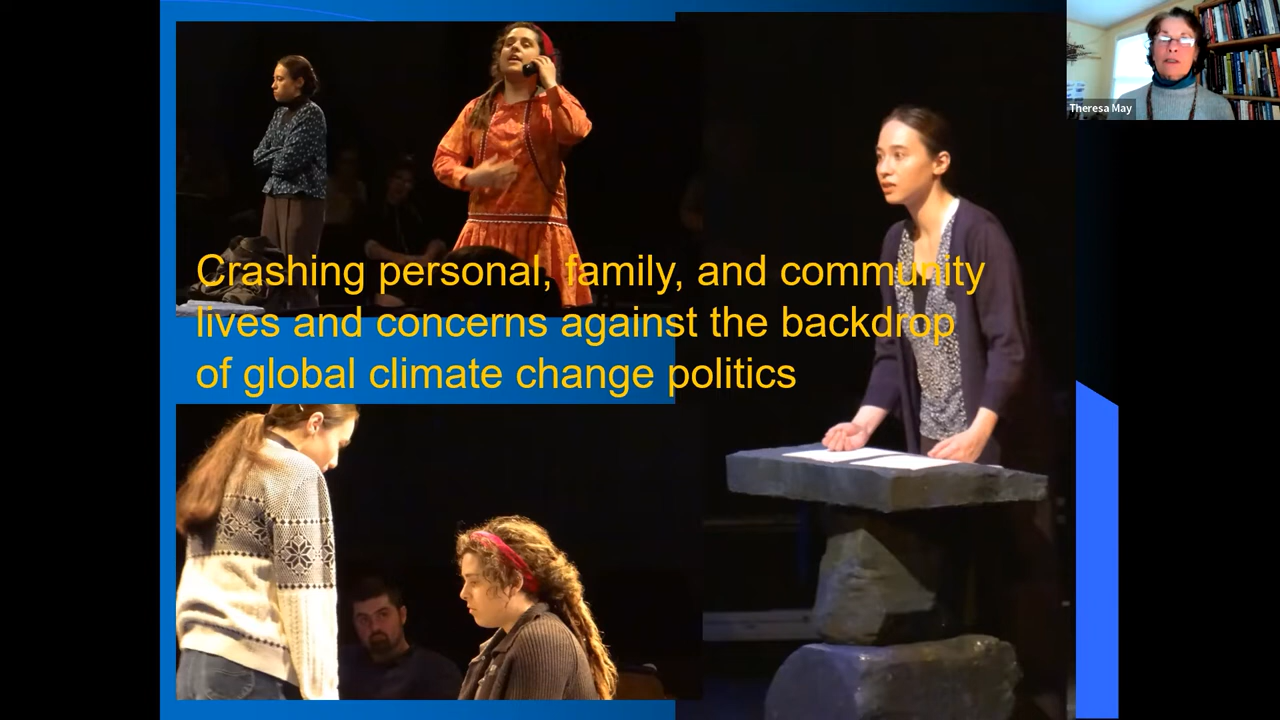 Theresa May
Crashing personal, family, and community
lives and concerns against the backdrop
of global climate change politics